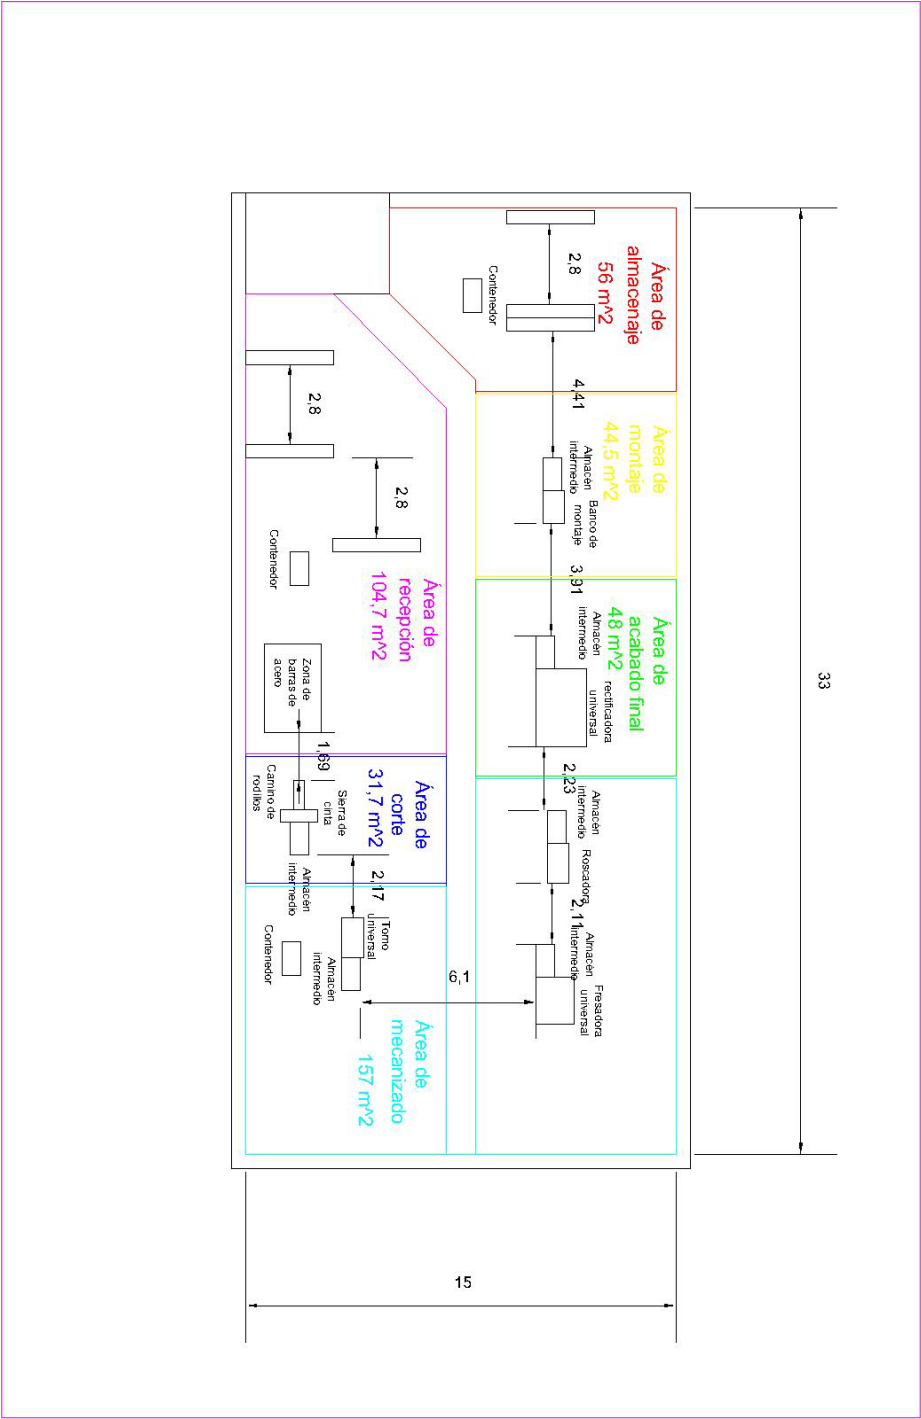 Área de
almacenaje
56 m^2
2,8
Contenedor
4,41
Área de
montaje
44,5 m^2
Almacén
intermedio
Banco de
montaje
3,91
Área de
acabado final
48 m^2
Almacén
intermedio
rectificadora
universal
2,23
Almacén
intermedio
Roscadora
2,11
Almacén
intermedio
Fresadora
universal
2,8
2,8
Contenedor
Área de
recepción
104,7 m^2
Zona de
barras de
acero
1,69
Área de
corte
31,7 m^2
Sierra de
cinta
Camino de
rodillos
Almacén
intermedio
2,17
Torno
universal
Almacén
intermedio
Contenedor
6,1
Área de
mecanizado
157 m^2
33
15